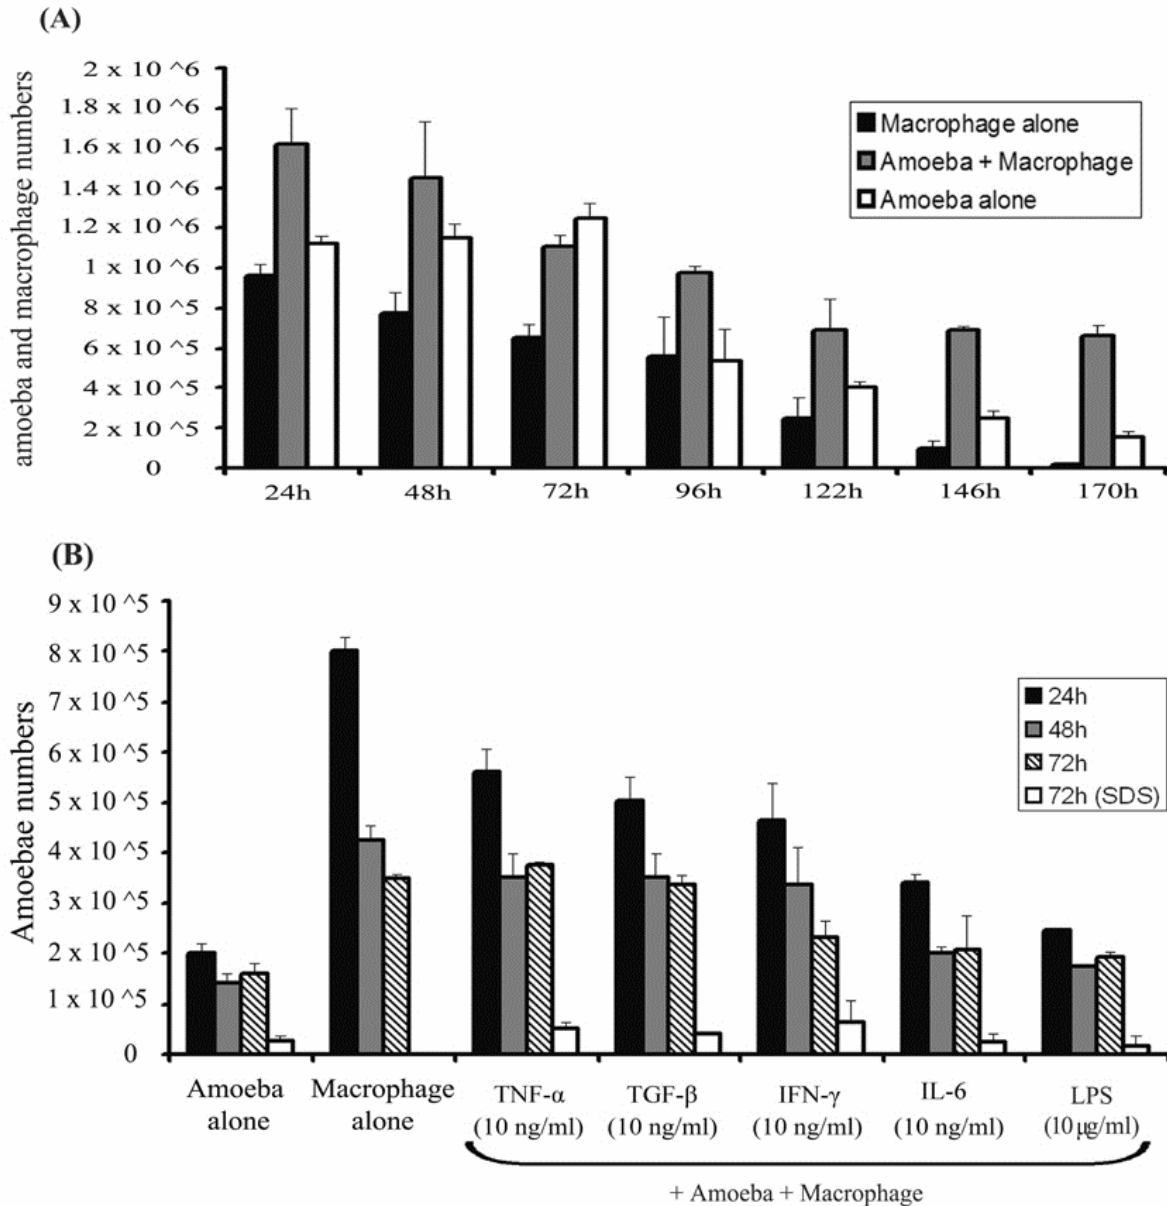 (A)
amoeba and macrophage numbers
2 x 10 ^6
1.8 x 10 ^6
1.6 x 10 ^6
1.4 x 10 ^6
1.2 x 10 ^6
1 x 10 ^6
8 x 10 ^5
6 x 10 ^5
4 x 10 ^5
2 x 10 ^5
0
Macrophage alone
Amoeba + Macrophage
Amoeba alone
24h 48h 72h 96h 122h 146h 170h
(B)
Amoebae numbers
9 x 10 ^5
8 x 10 ^5
7 x 10 ^5
6 x 10 ^5
5 x 10 ^5
4 x 10 ^5
3 x 10 ^5
2 x 10 ^5
1 x 10 ^5
0
24h
48h
72h
72h (SDS)
Amoeba alone
Macrophage alone
TNF-α
(10 ng/ml)
TGF-β
(10 ng/ml)
IFN-γ
(10 ng/ml)
IL-6
(10 ng/ml)
LPS
(10 µg/ml)
+ Amoeba + Macrophage